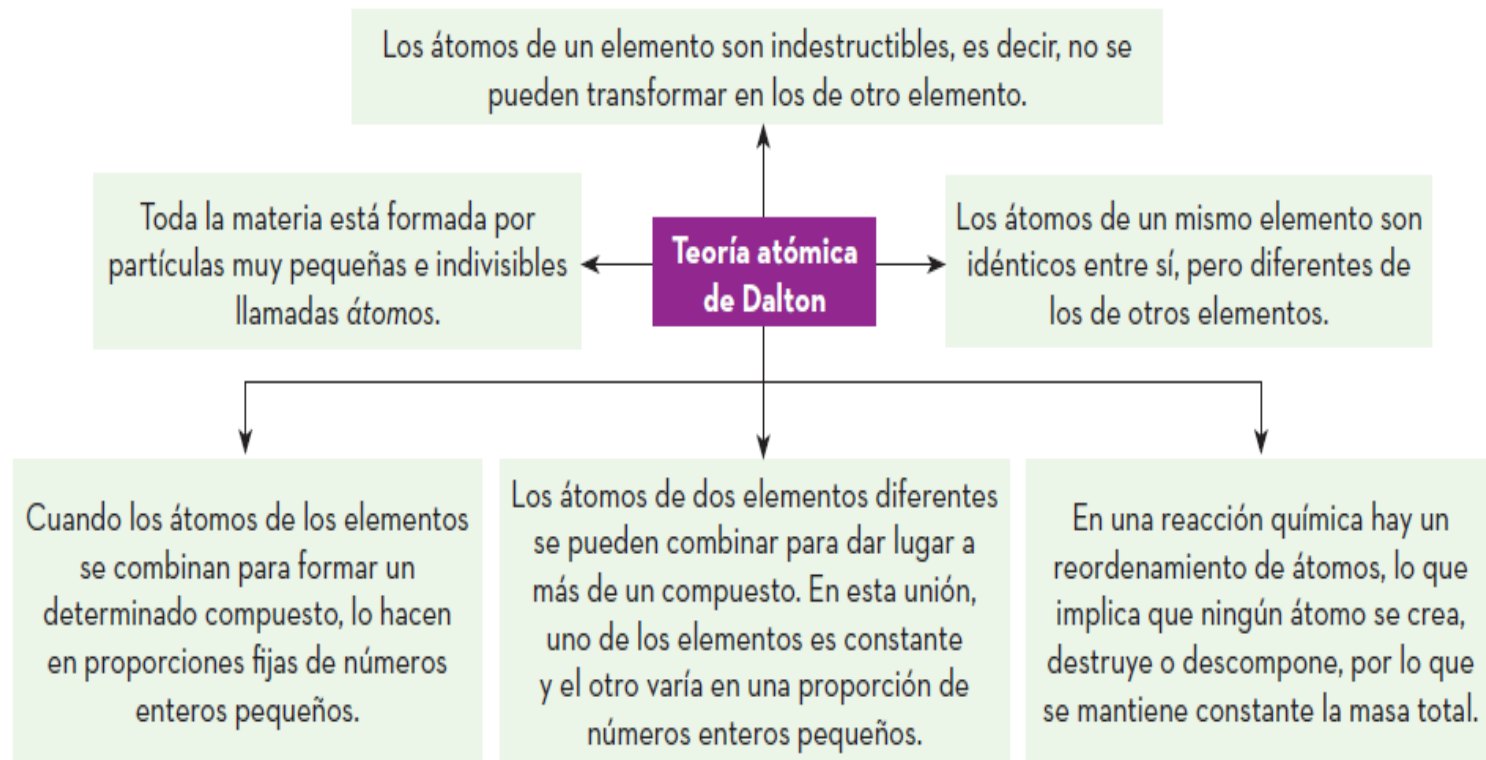 Los átomos de un elemento son indestructibles, es decir, no se
pueden transformar en los de otro elemento.
Toda la materia está formada por
partículas muy pequeñas e indivisibles
llamadas átomos.
Teoría atómica
de Dalton
Los átomos de un mismo elemento son
idénticos entre sí, pero diferentes de
los de otros elementos.
Cuando los átomos de los elementos
se combinan para formar un
determinado compuesto, lo hacen
en proporciones fijas de números
enteros pequeños.
Los átomos de dos elementos diferentes
se pueden combinar para dar lugar a
más de un compuesto. En esta unión,
uno de los elementos es constante
y el otro varía en una proporción de
números enteros pequeños.
En una reacción química hay un
reordenamiento de átomos, lo que
implica que ningún átomo se crea,
destruye o descompone, por lo que
se mantiene constante la masa total.